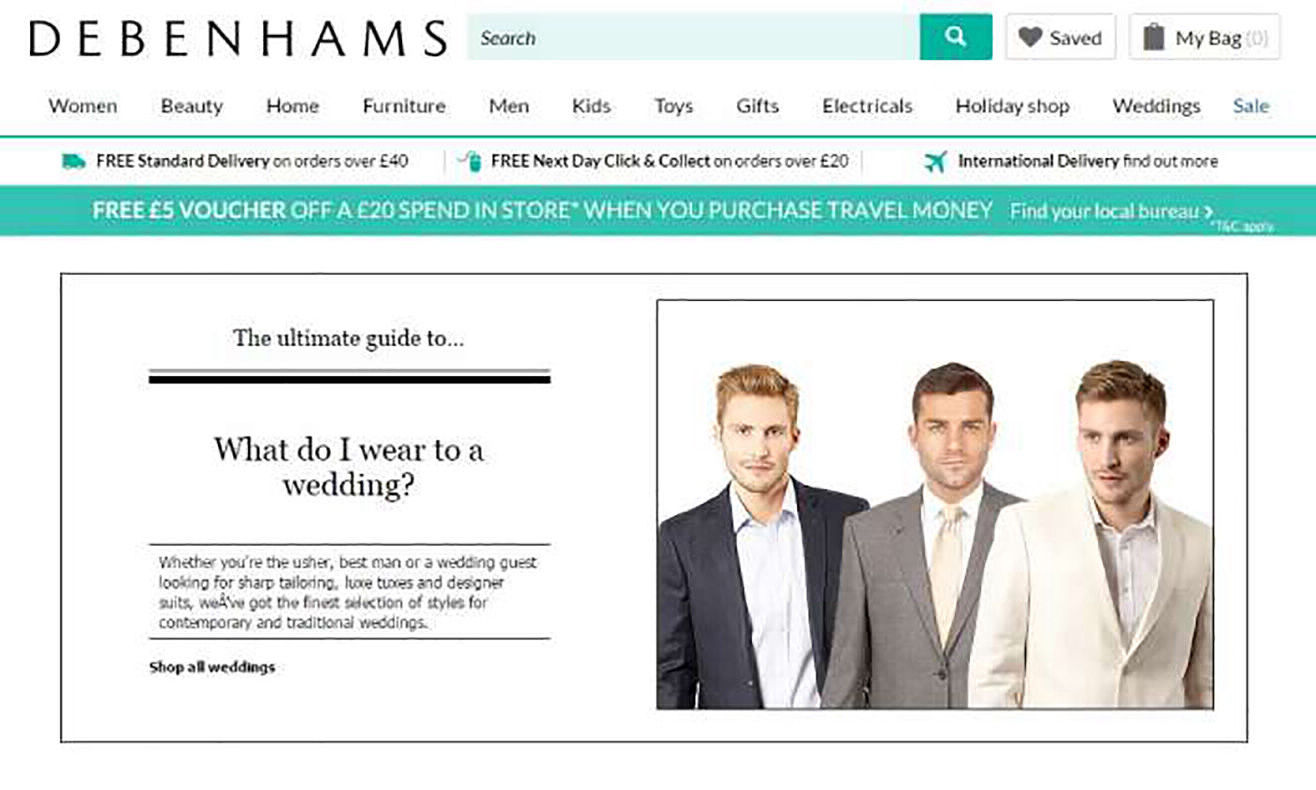 DEBENHAMS
Search
Saved
My Bag (0)
Women Beauty Home Furniture Men Kids Toys Gifts Electricals Holiday shop Weddings Sale
FREE Standard Delivery on orders over £40
FREE Next Day Click & Collect on orders over £20
International Delivery find out more
FREE £5 VOUCHER OFF A £20 SPEND IN STORE* WHEN YOU PURCHASE TRAVEL MONEY Find your local bureau >
*T&C apply
The ultimate guide to...
What do I wear to a
wedding?
Whether you're the usher, best man or a wedding guest
looking for sharp tailoring, luxe tuxes and designer
suits, weÂ've got the finest selection of styles for
contemporary and traditional weddings.
Shop all weddings